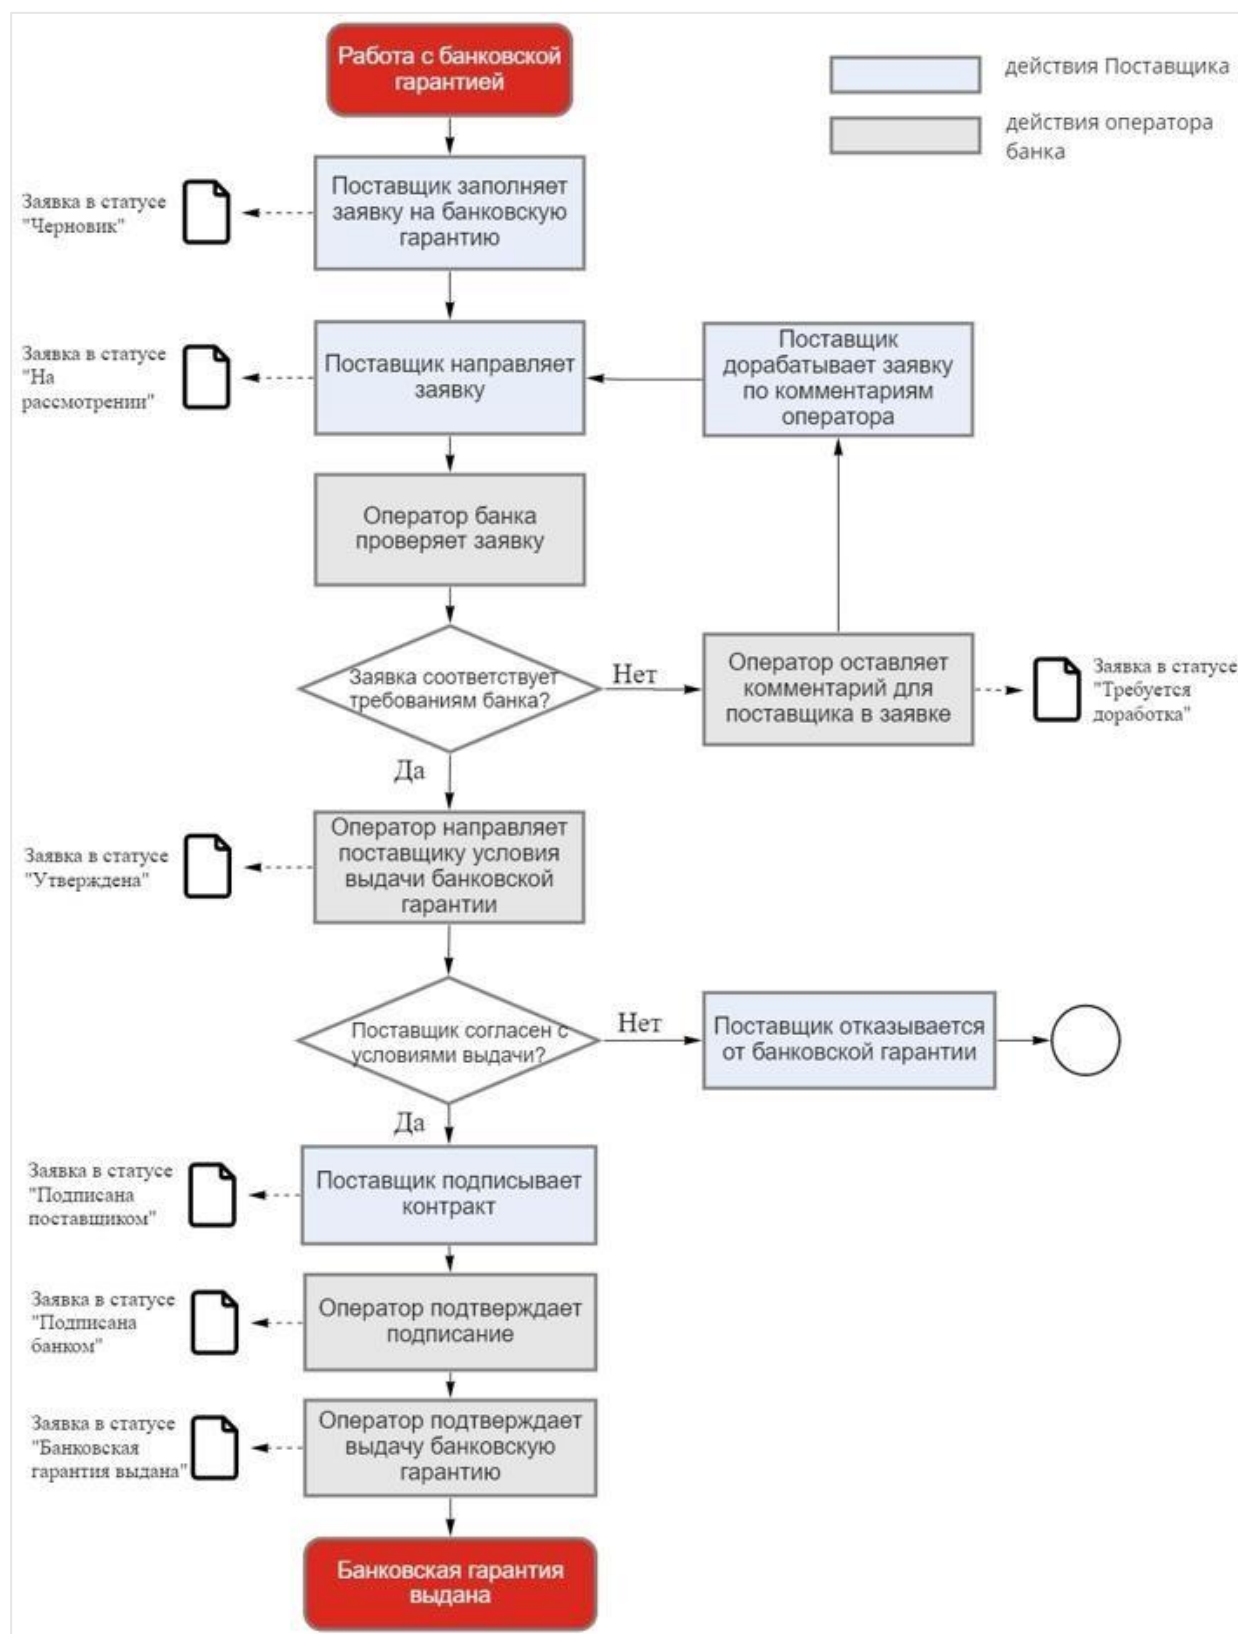 Работа с банковской
гарантией
действия Поставщика
действия оператора
банка
Поставщик заполняет
заявку на банковскую
гарантию
Заявка в статусе
"Черновик"
Поставщик направляет
заявку
Заявка в статусе
"На
рассмотрении"
Поставщик
дорабатывает заявку
по комментариям
оператора
Оператор банка
проверяет заявку
Заявка соответствует
требованиям банка?
Нет
Оператор оставляет
комментарий для
поставщика в заявке
Заявка в статусе
"Требуется
доработка"
Да
Оператор направляет
поставщику условия
выдачи банковской
гарантии
Заявка в статусе
"Утверждена"
Поставщик согласен с
условиями выдачи?
Нет
Поставщик отказывается
от банковской гарантии
Да
Поставщик подписывает
контракт
Заявка в статусе
"Подписана
поставщиком"
Оператор подтверждает
подписание
Заявка в статусе
"Подписана
банком"
Оператор подтверждает
выдачу банковскую
гарантию
Заявка в статусе
"Банковская
гарантия выдана"
Банковская гарантия
выдана